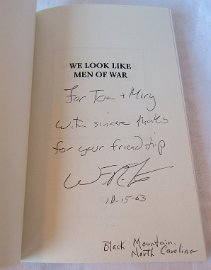 WE LOOK LIKE
MEN OF WAR
For Tom + Mary
With sincere thanks
for your friendship
10-15-03
Black Mountain,
North Carolina